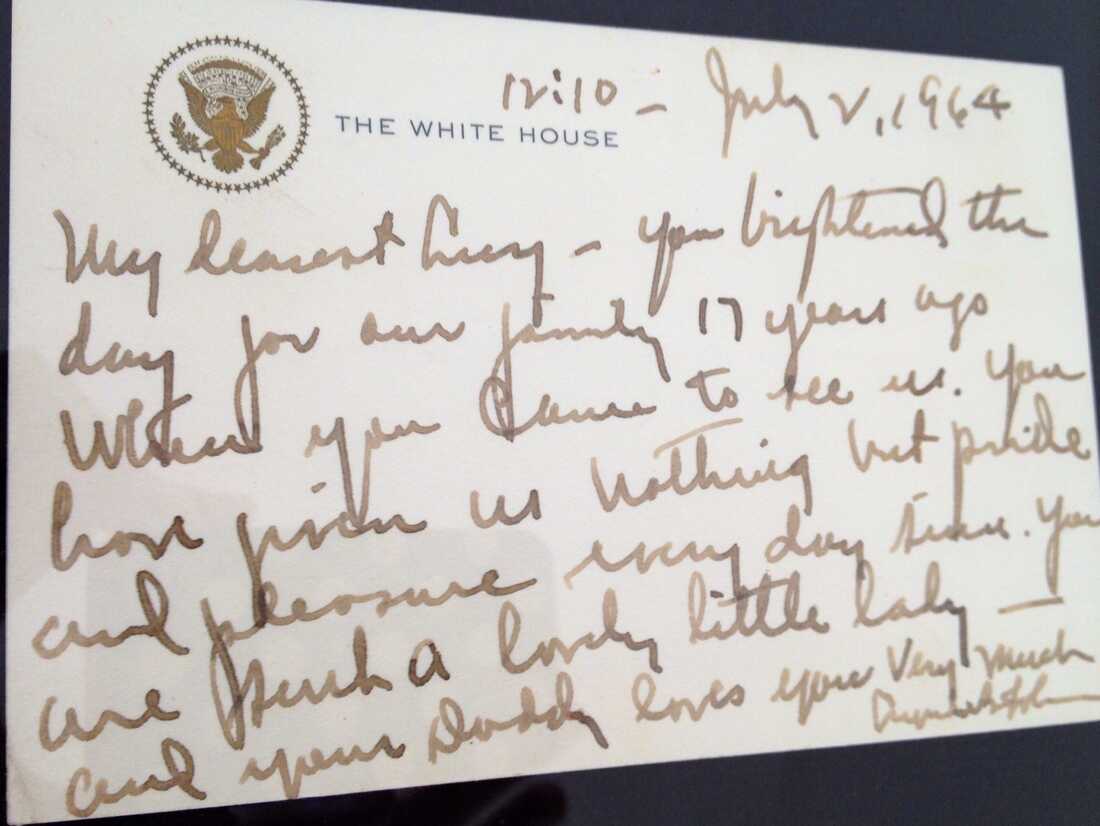 12:10 - July 2, 1964
THE WHITE HOUSE
My dearest Lucy - you brightened the
day for our family 17 years ago
When you came to see us. You
have given us nothing but pride
and pleasure every day since. You
are such a lovely little lady -
and your Daddy loves you Very Much
Lyndon B Johnson